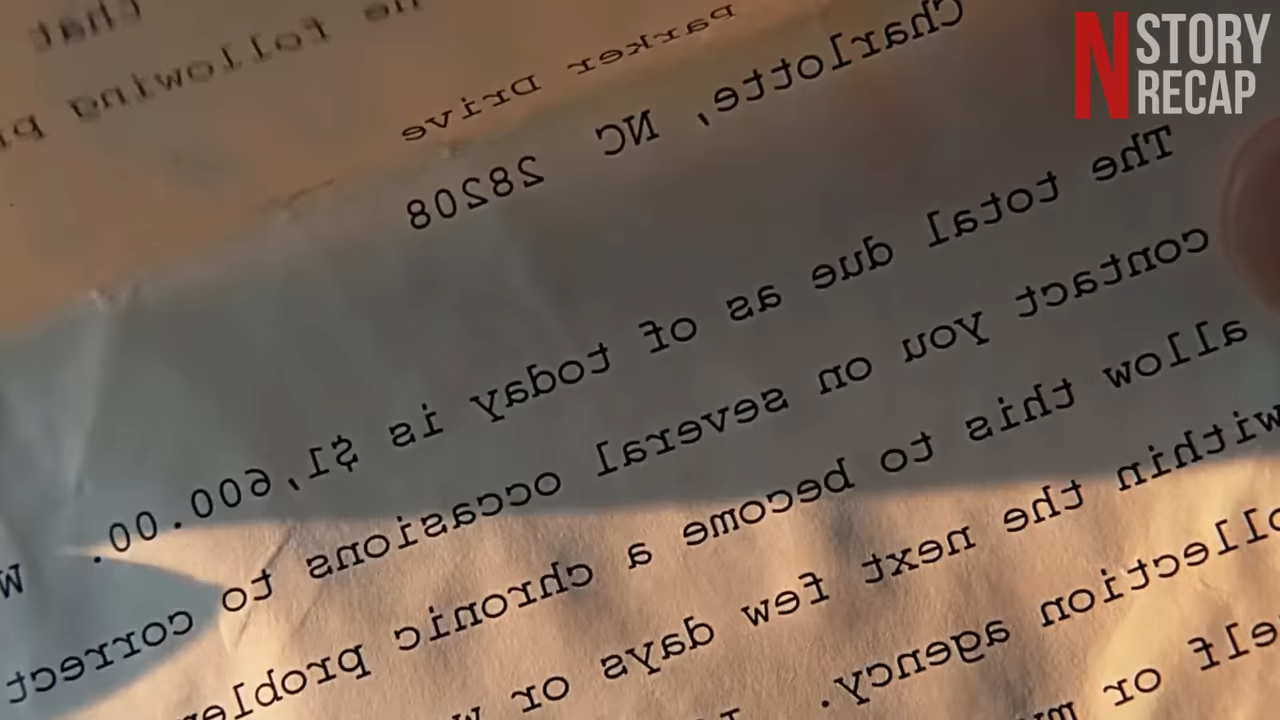 STORY
RECAP
following
Parker Drive
Charlotte, NC 28208
The total due as of today is $1,600.00.
contact you on several occasions to correct
allow this to become a chronic
within the next few days or
collection agency.
or